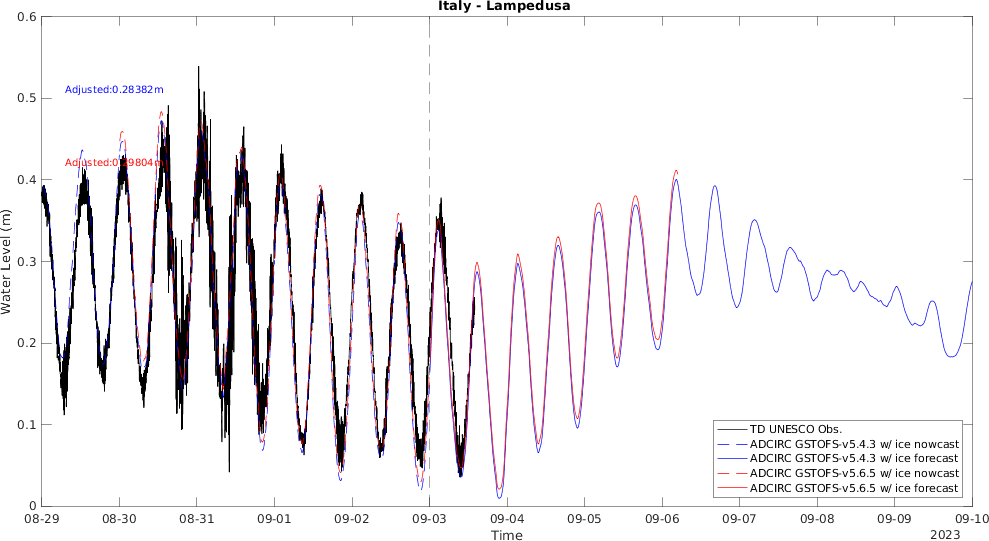 Italy - Lampedusa
0.6
0.5
0.4
0.3
0.2
0.1
0
Water Level (m)
Adjusted:0.28382m
Adjusted:0.29804m
TD UNESCO Obs.
ADCIRC GSTOFS-v5.4.3 w/ ice nowcast
ADCIRC GSTOFS-v5.4.3 w/ ice forecast
ADCIRC GSTOFS-v5.6.5 w/ ice nowcast
ADCIRC GSTOFS-v5.6.5 w/ ice forecast
08-29 08-30 08-31 09-01 09-02 09-03 09-04 09-05 09-06 09-07 09-08 09-09 09-10
Time
2023